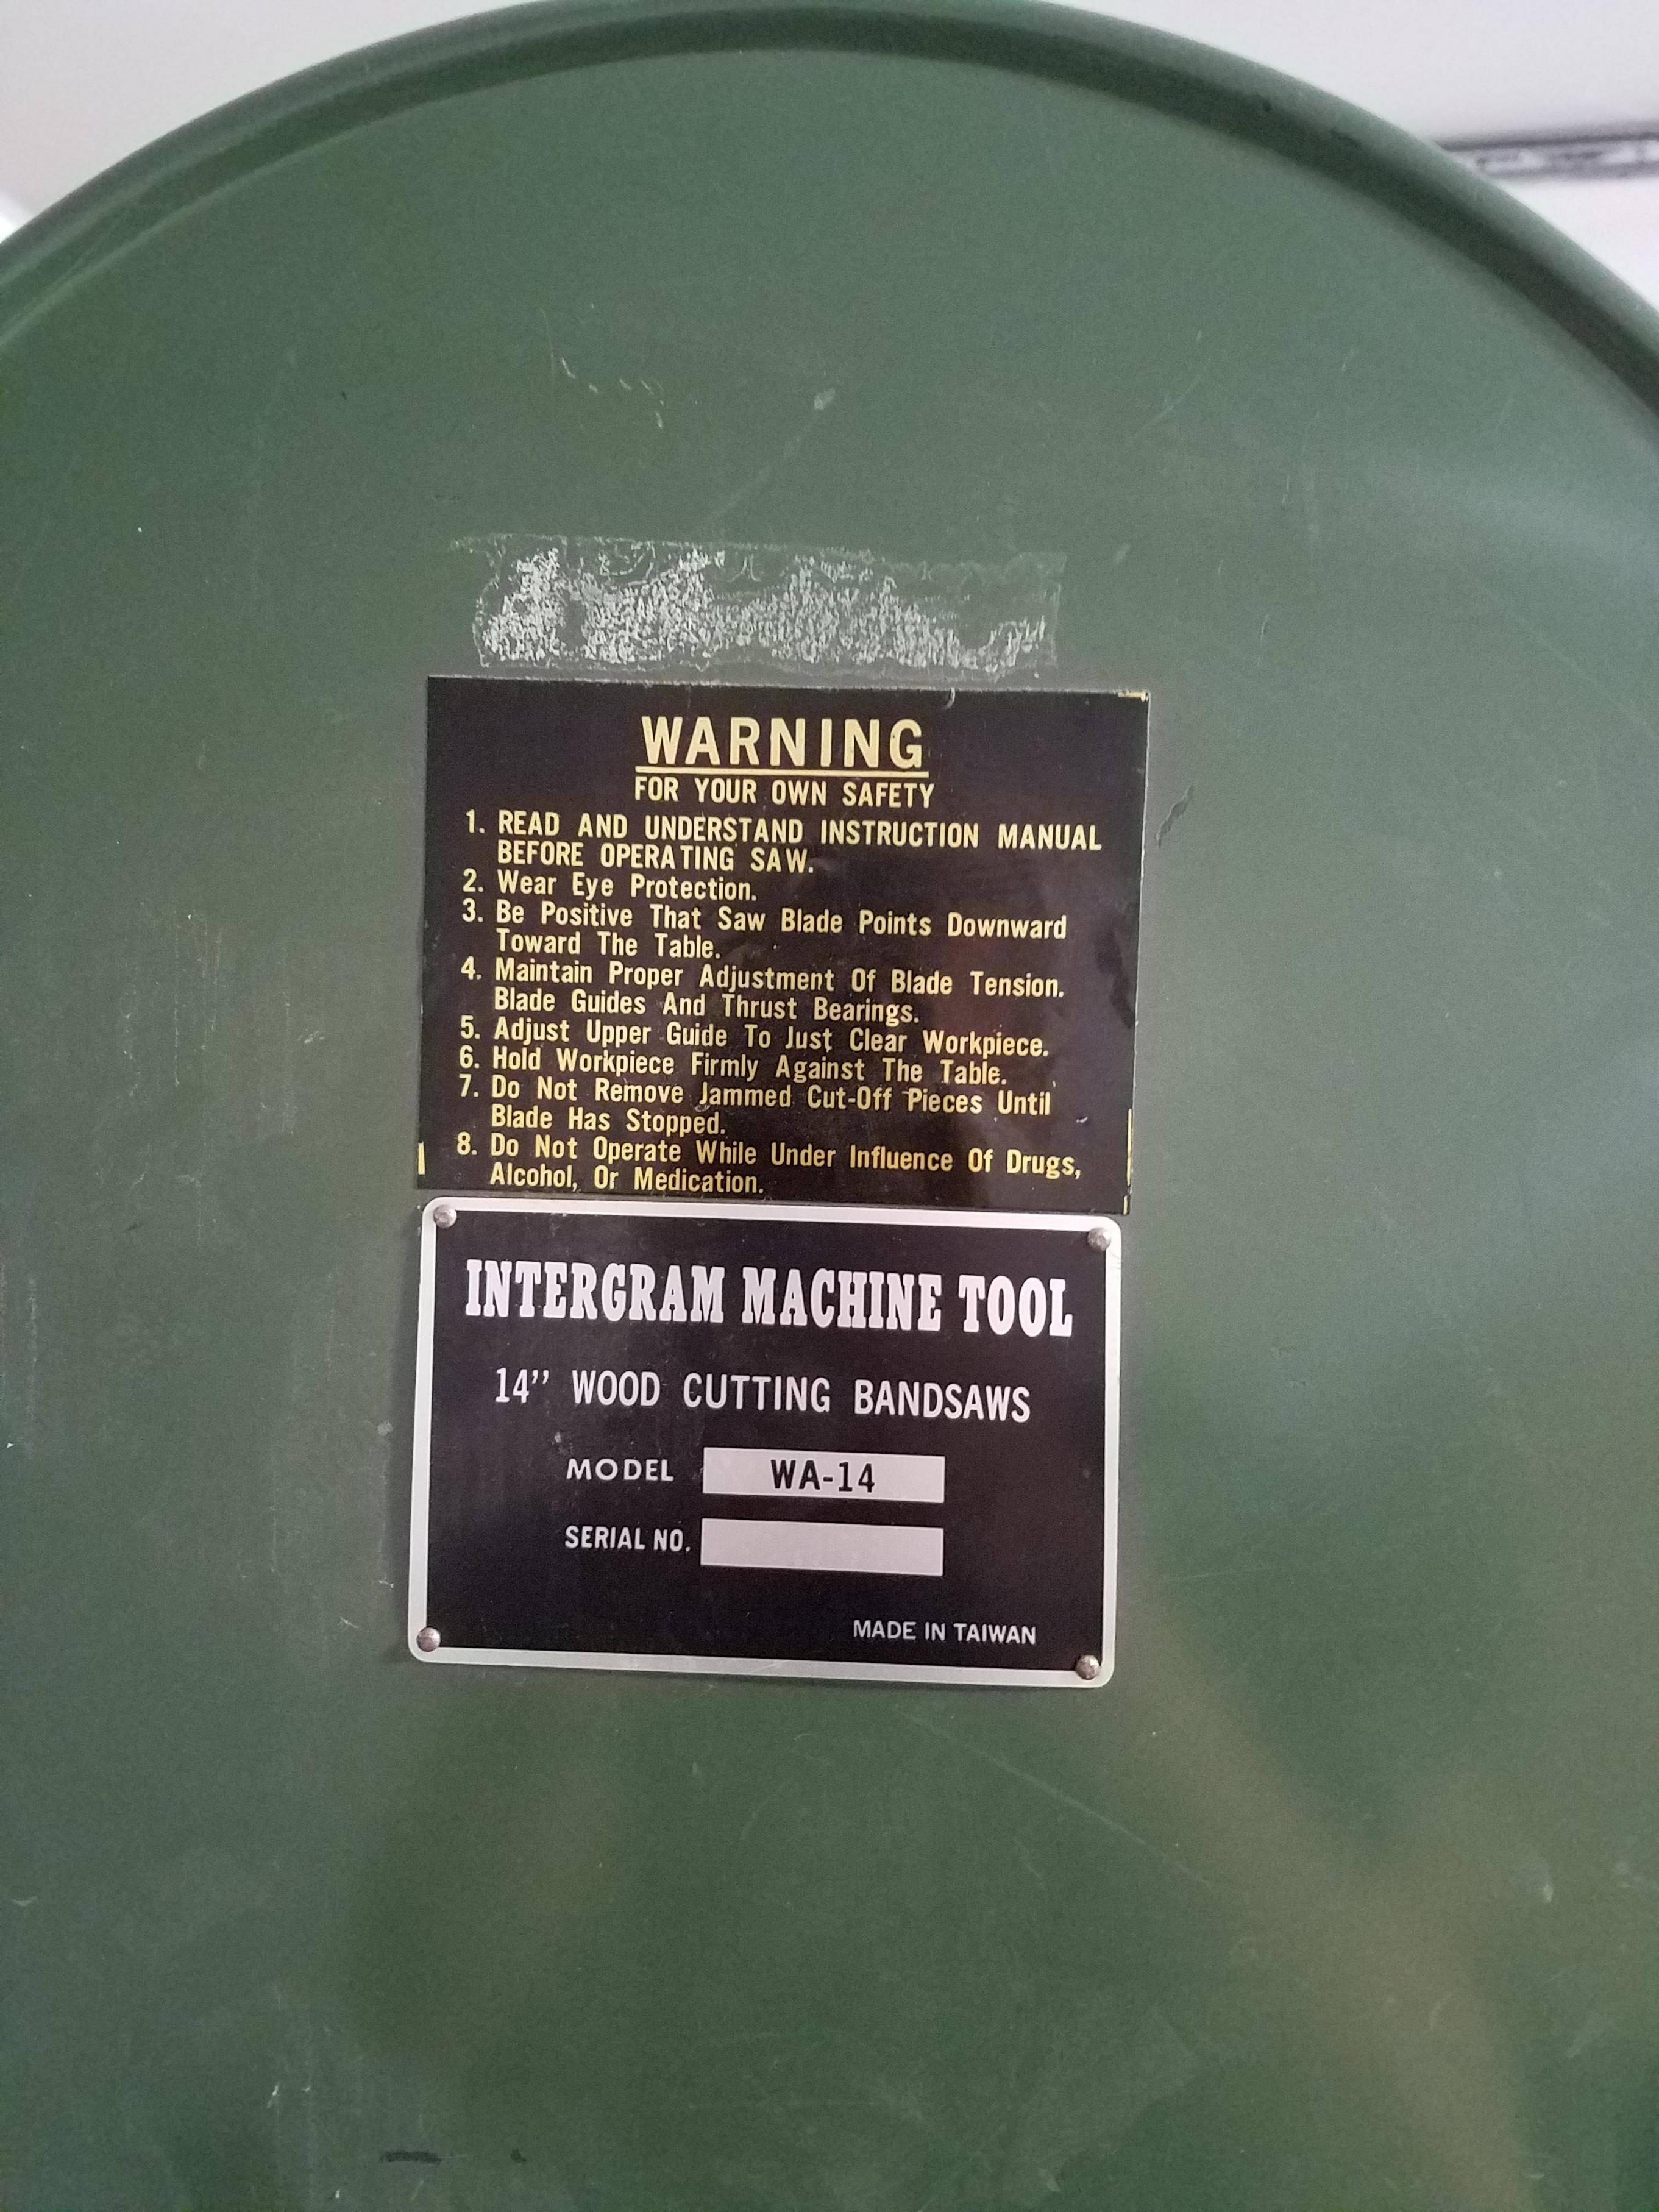 WARNING
FOR YOUR OWN SAFETY
1. READ AND UNDERSTAND INSTRUCTION MANUAL
BEFORE OPERATING SAW.
2. Wear Eye Protection.
3. Be Positive That Saw Blade Points Downward
Toward The Table.
4. Maintain Proper Adjustment Of Blade Tension.
Blade Guides And Thrust Bearings.
5. Adjust Upper Guide To Just Clear Workpiece.
6. Hold Workpiece Firmly Against The Table.
7. Do Not Remove Jammed Cut-Off Pieces Until
Blade Has Stopped.
8. Do Not Operate While Under Influence Of Drugs,
Alcohol, Or Medication.
INTERGRAM MACHINE TOOL
14” WOOD CUTTING BANDSAWS
MODEL WA-14
SERIAL NO.
MADE IN TAIWAN